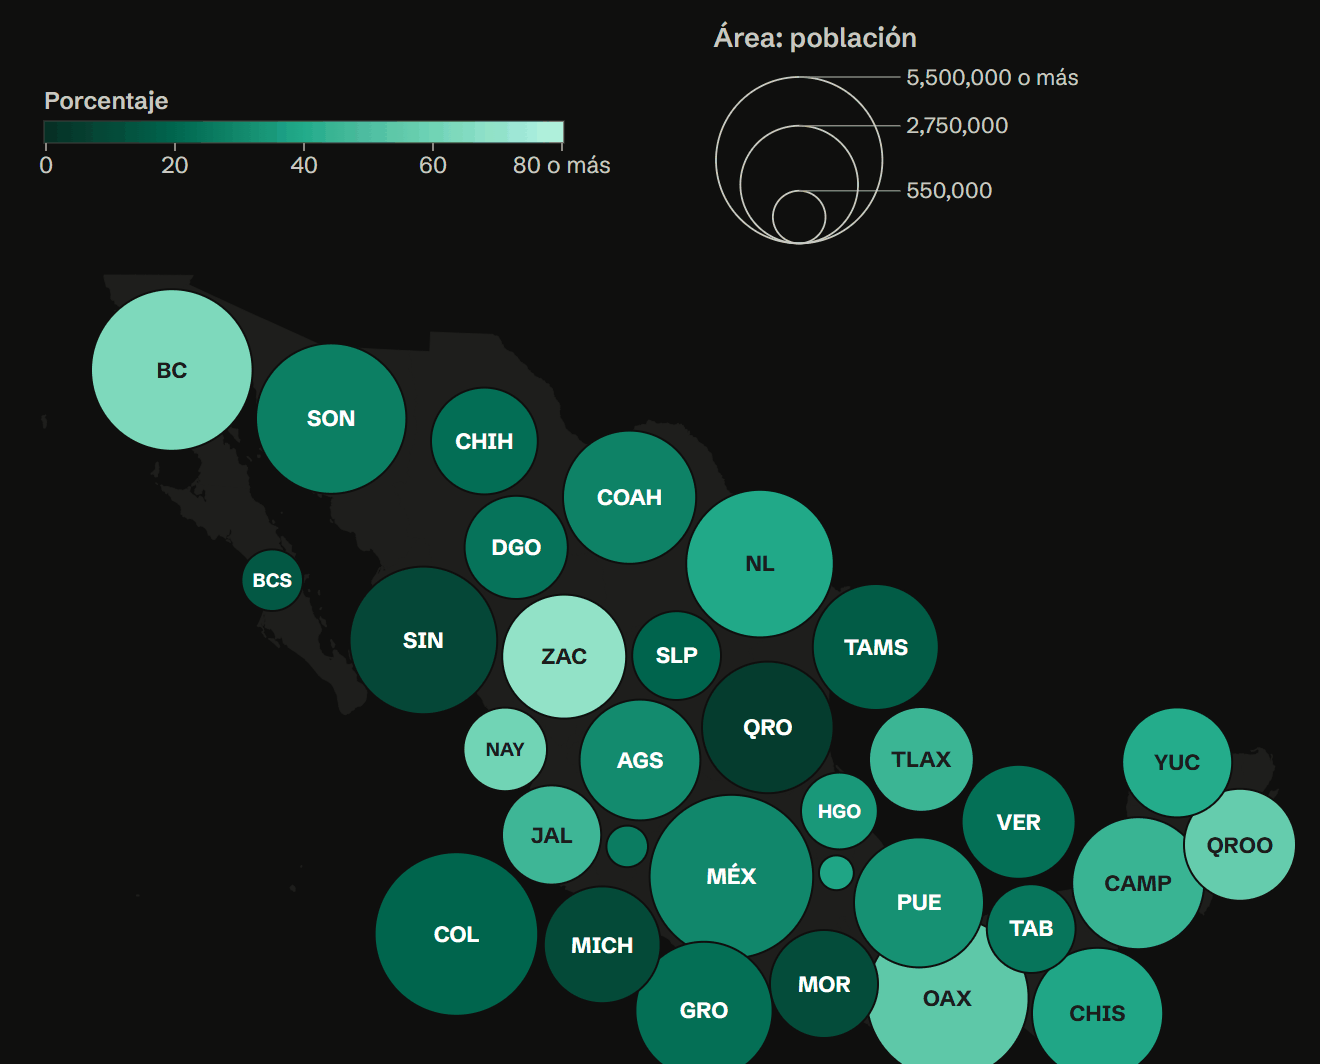 Área: población
5,500,000 o más
2,750,000
550,000
Porcentaje
0 20 40 60 80 o más
BC
SON
CHIH
COAH
DGO
NL
BCS
SIN
ZAC
SLP
TAMS
QRO
NAY
AGS
TLAX
YUC
HGO
VER
JAL
QROO
MÉX
CAMP
PUE
COL
MICH
TAB
MOR
OAX
GRO
CHIS